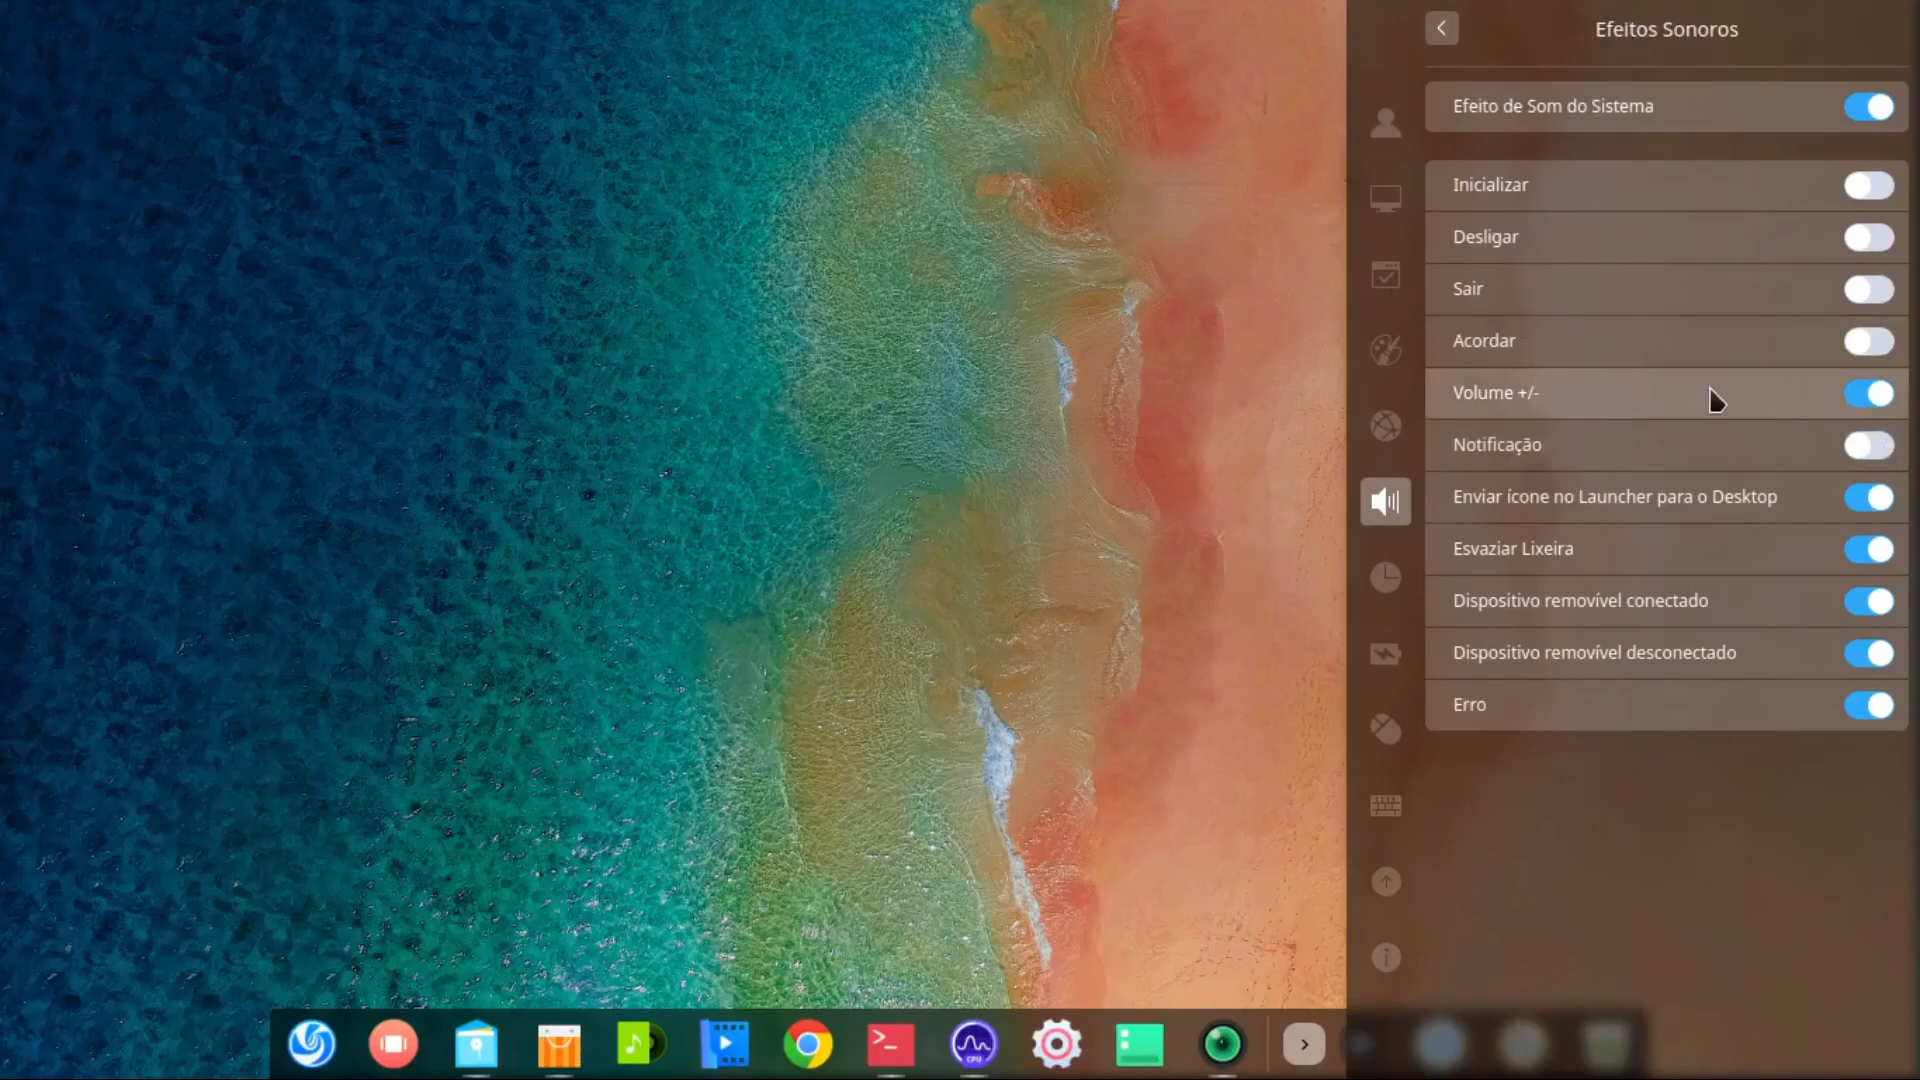 Efeitos Sonoros
Efeito de Som do Sistema
Inicializar
Desligar
Sair
Acordar
Volume +/-
Notificação
Enviar ícone no Launcher para o Desktop
Esvaziar Lixeira
Dispositivo removível conectado
Dispositivo removível desconectado
Erro
CPU